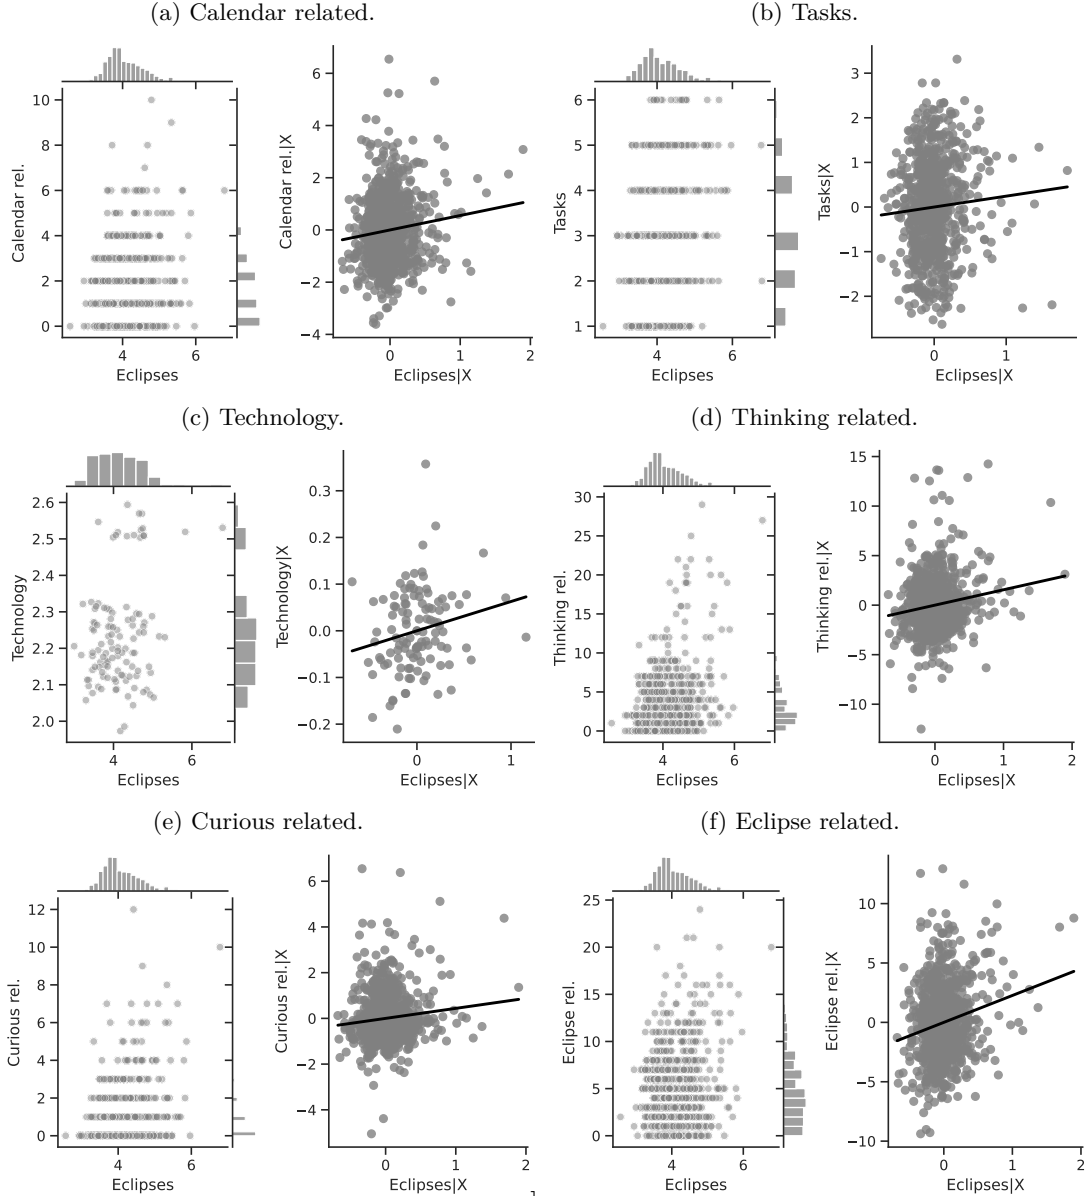 (a) Calendar related.
(b) Tasks.
10
8
6
4
2
0
Calendar rel.
4 6
Eclipses
6
4
2
0
−2
−4
Calendar rel.|X
0 1 2
Eclipses|X
6
5
4
3
2
1
Tasks
4 6
Eclipses
3
2
1
0
−1
−2
Tasks|X
0 1
Eclipses|X
(c) Technology.
(d) Thinking related.
2.6
2.5
2.4
2.3
2.2
2.1
2.0
Technology
4 6
Eclipses
0.3
0.2
0.1
0.0
−0.1
−0.2
Technology|X
0 1
Eclipses|X
30
25
20
15
10
5
0
Thinking rel.
4 6
Eclipses
15
10
5
0
−5
−10
Thinking rel.|X
0 1 2
Eclipses|X
(e) Curious related.
(f) Eclipse related.
12
10
8
6
4
2
0
Curious rel.
4 6
Eclipses
6
4
2
0
−2
−4
Curious rel.|X
0 1 2
Eclipses|X
25
20
15
10
5
0
Eclipse rel.
4 6
Eclipses
10
5
0
−5
−10
Eclipse rel.|X
0 1 2
Eclipses|X